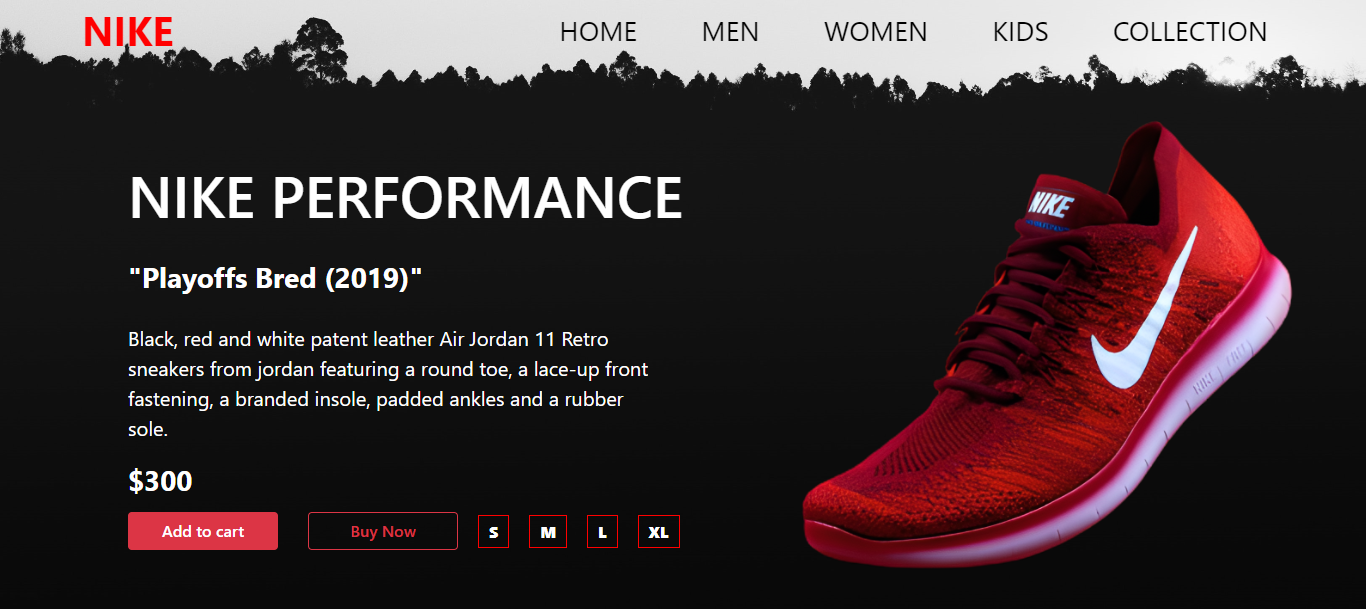 NIKE
HOME MEN WOMEN KIDS COLLECTION
NIKE PERFORMANCE
"Playoffs Bred (2019)"
Black, red and white patent leather Air Jordan 11 Retro
sneakers from jordan featuring a round toe, a lace-up front
fastening, a branded insole, padded ankles and a rubber
sole.
$300
Add to cart Buy Now S M L XL
NIKE
NIKE FREE